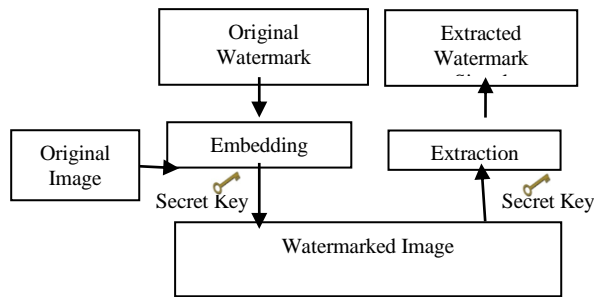 Original
Watermark
Extracted
Watermark
Original
Image
Embedding
Extraction
Secret Key
Secret Key
Watermarked Image